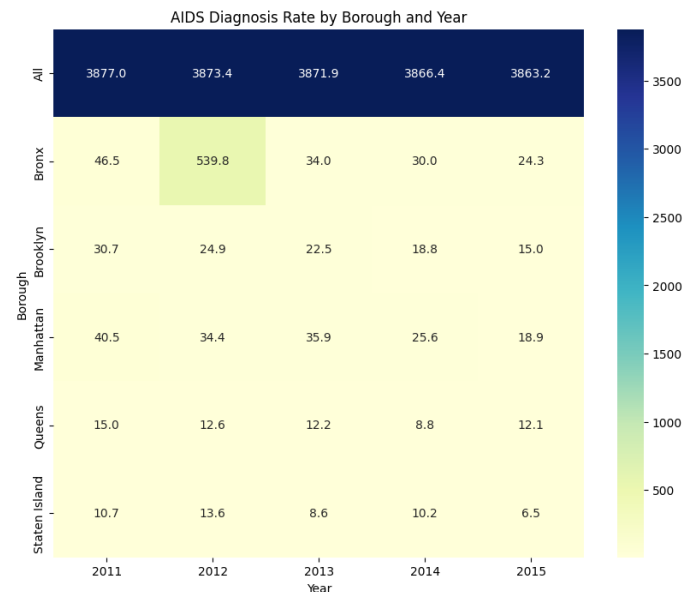 AIDS Diagnosis Rate by Borough and Year
All 3877.0 3873.4 3871.9 3866.4 3863.2
Bronx 46.5 539.8 34.0 30.0 24.3
Brooklyn 30.7 24.9 22.5 18.8 15.0
Manhattan 40.5 34.4 35.9 25.6 18.9
Queens 15.0 12.6 12.2 8.8 12.1
Staten Island 10.7 13.6 8.6 10.2 6.5
Borough
2011 2012 2013 2014 2015
Year
3500
3000
2500
2000
1500
1000
500